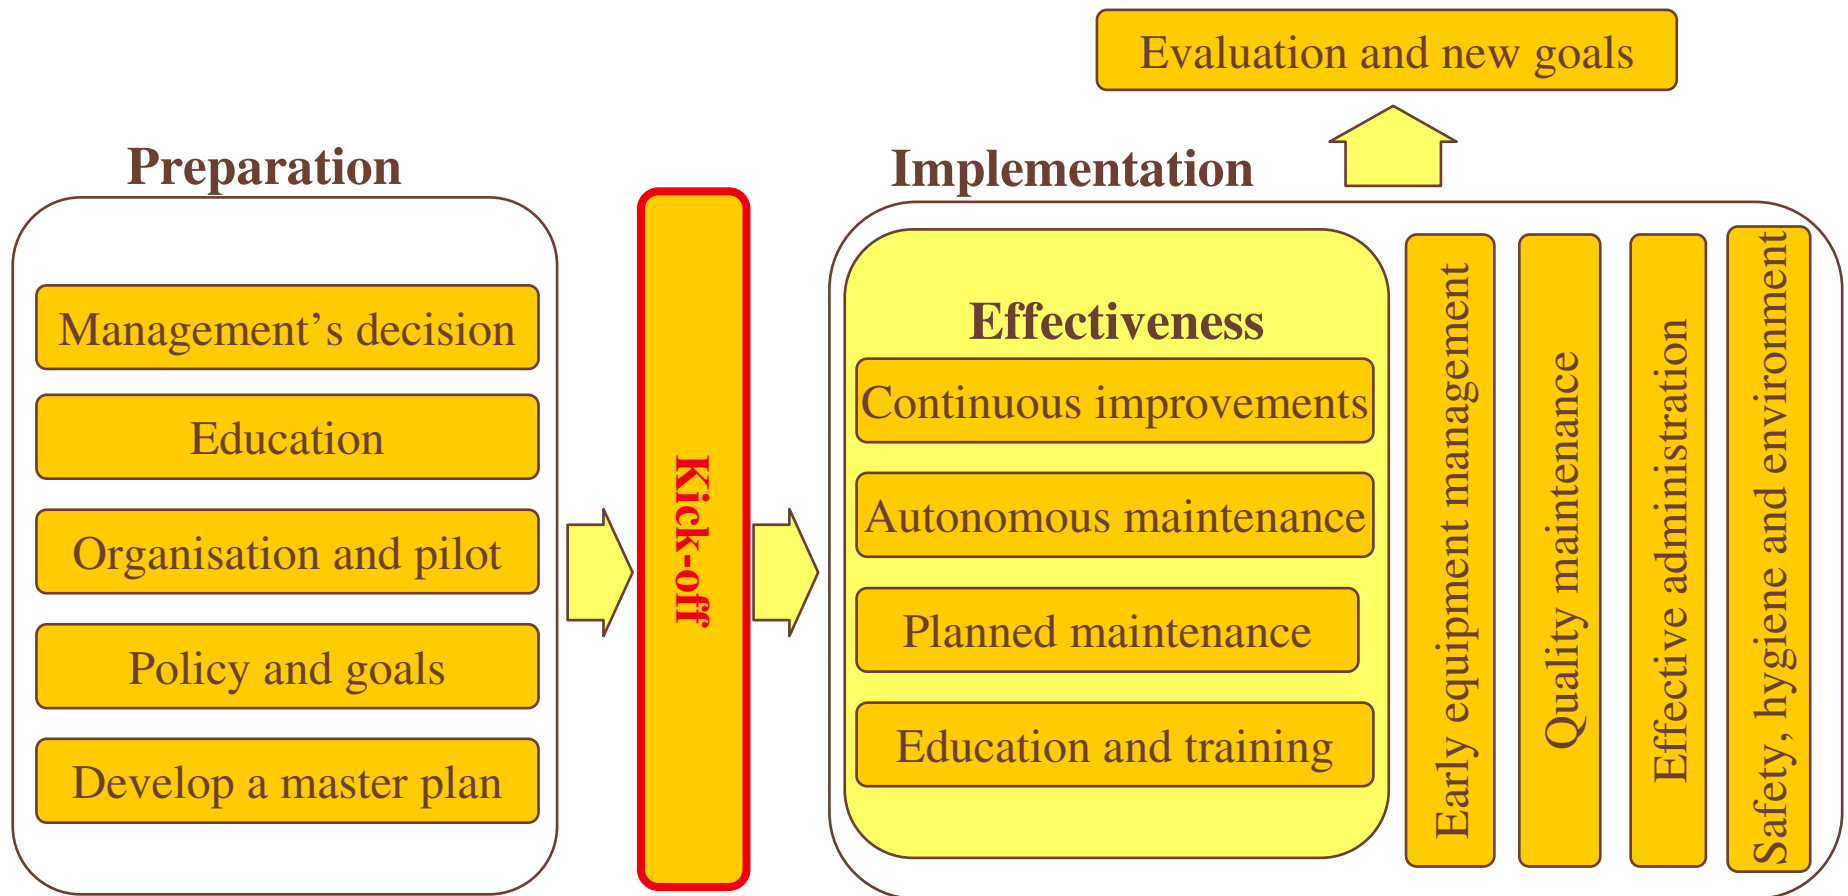 Evaluation and new goals
Preparation
Management’s decision
Education
Organisation and pilot
Policy and goals
Develop a master plan
Kick-off
Implementation
Effectiveness
Continuous improvements
Autonomous maintenance
Planned maintenance
Education and training
Early equipment management
Quality maintenance
Effective administration
Safety, hygiene and environment